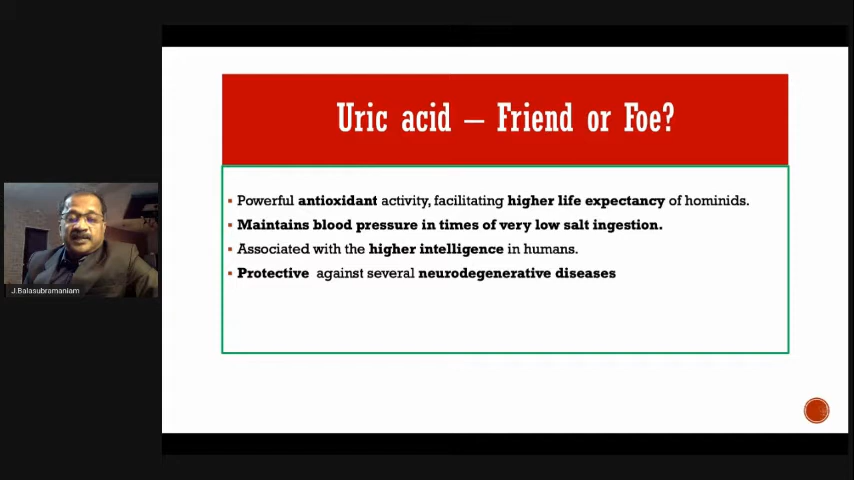 Uric acid – Friend or Foe?
▪ Powerful antioxidant activity, facilitating higher life expectancy of hominids.
▪ Maintains blood pressure in times of very low salt ingestion.
▪ Associated with the higher intelligence in humans.
▪ Protective against several neurodegenerative diseases
J.Balasubramaniam